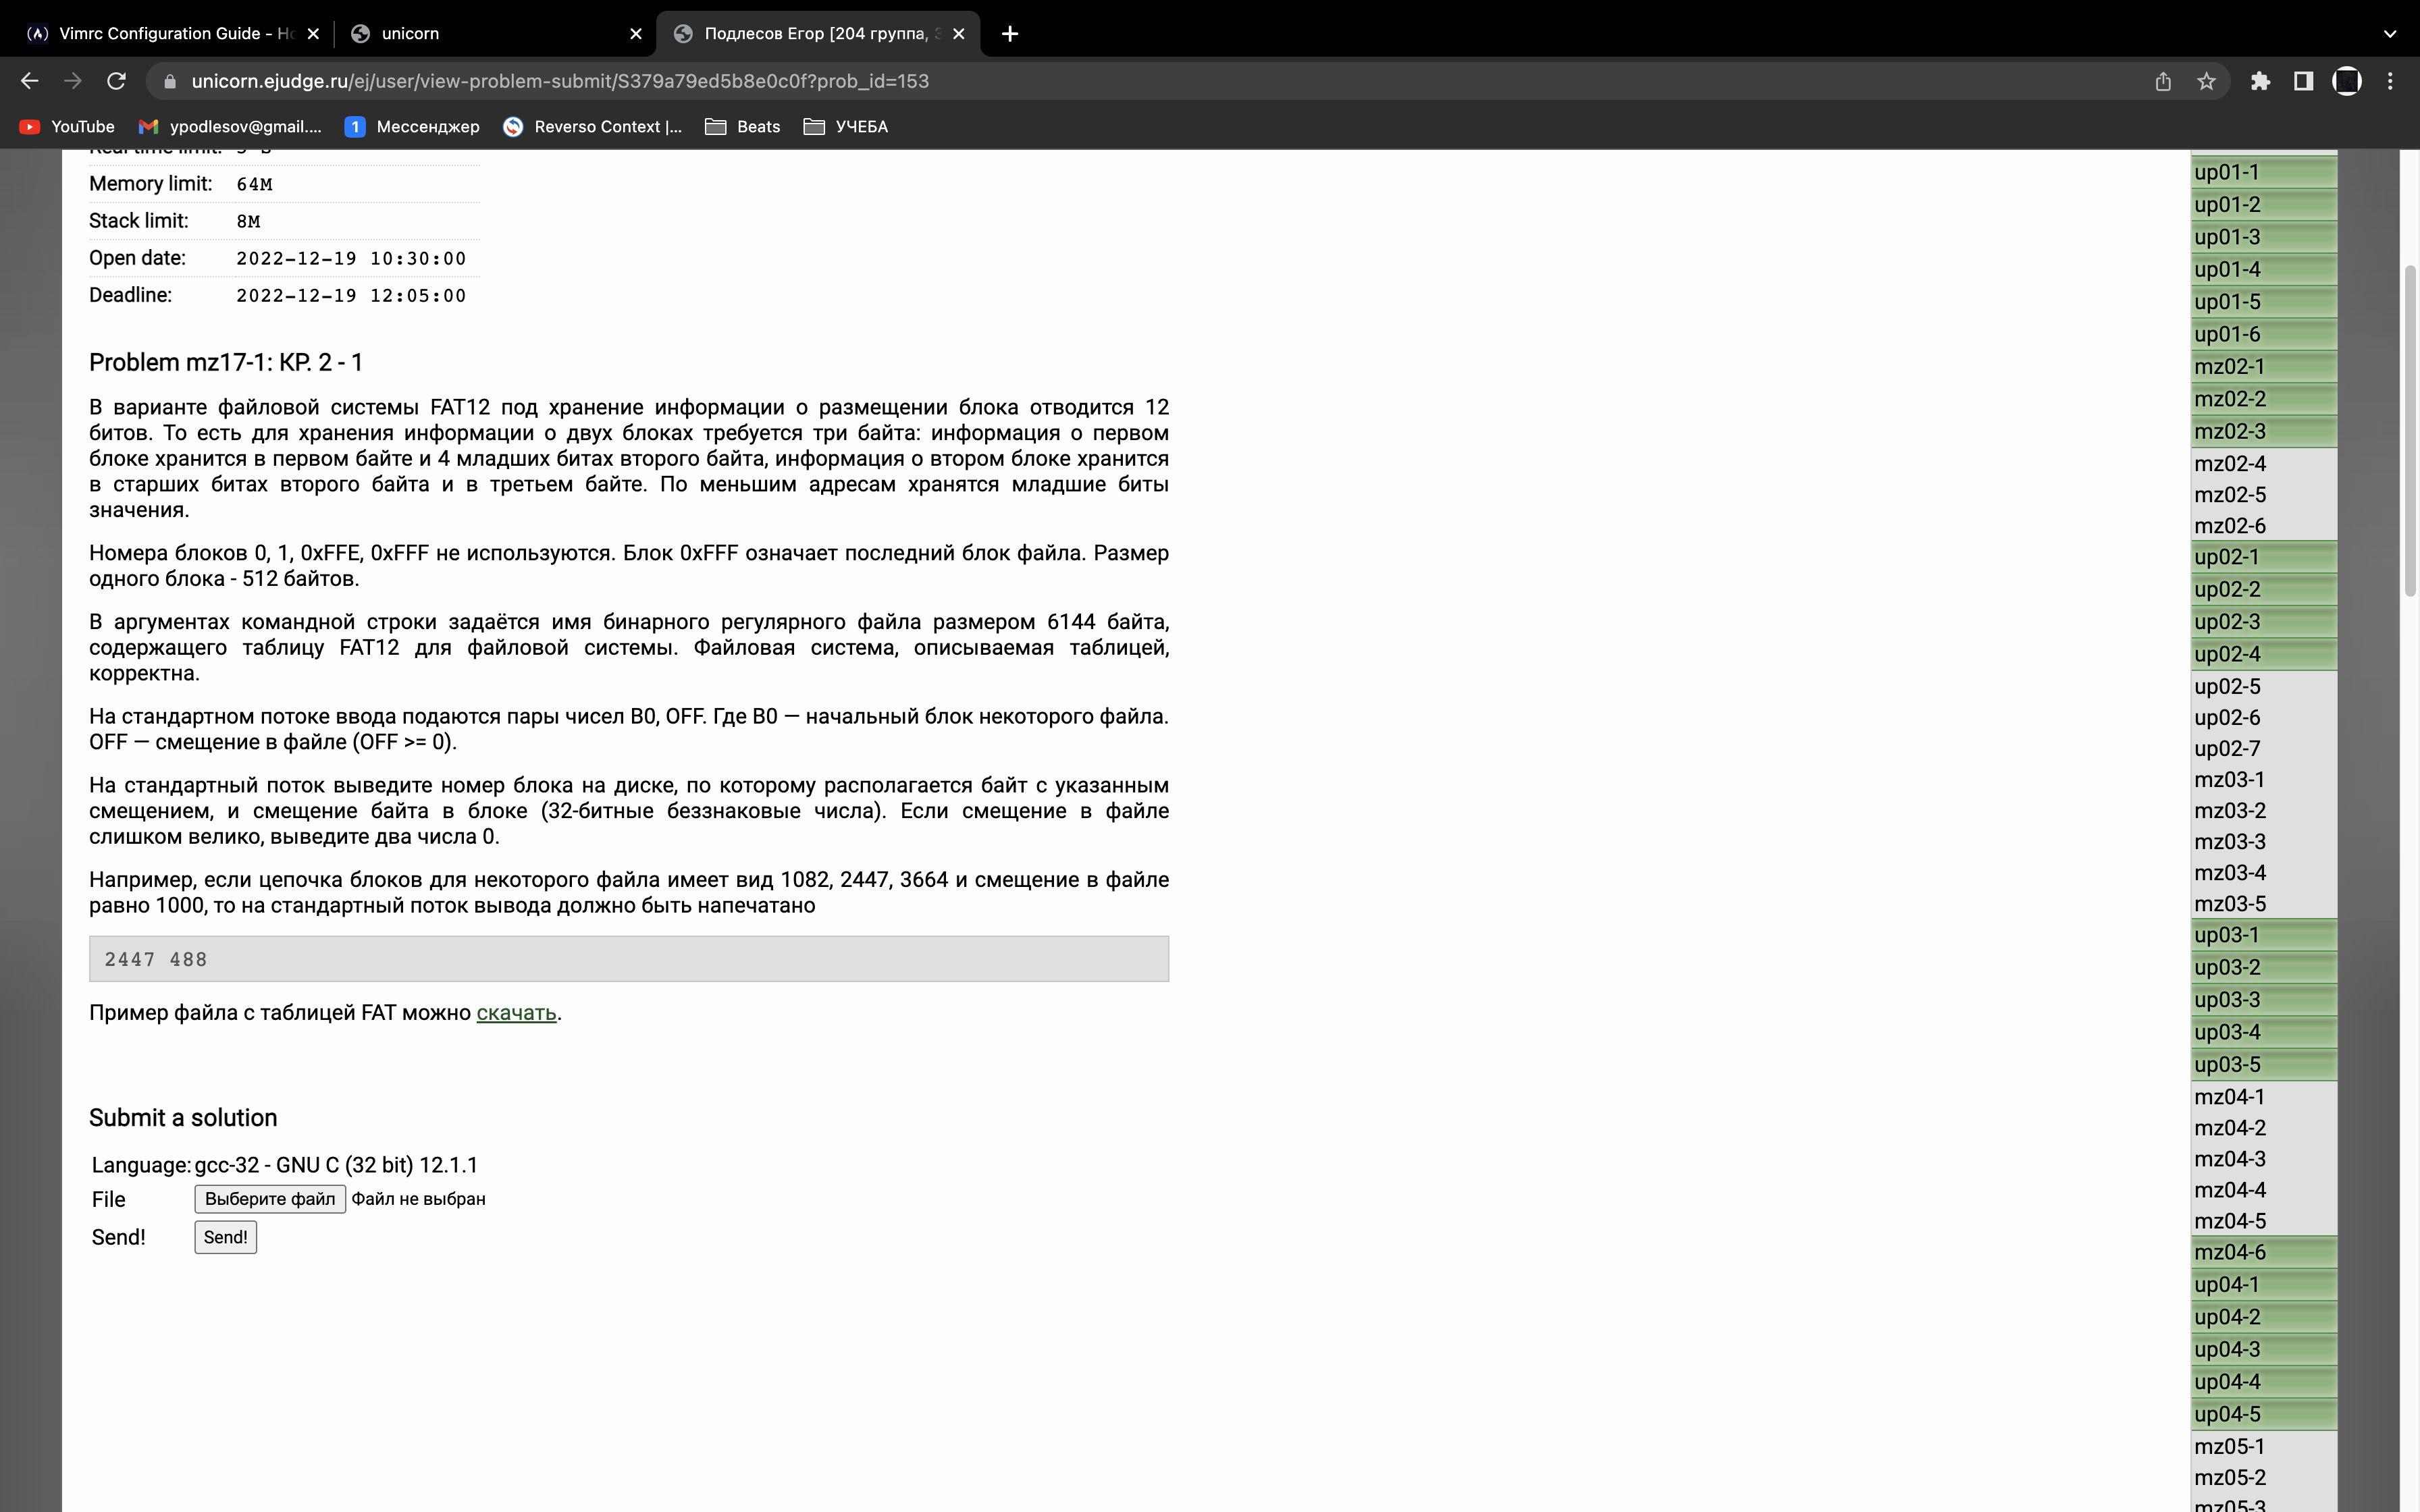 Vimrc Configuration Guide - Ho
unicorn
Подлесов Егор [204 группа, 3
unicorn.ejudge.ru/ej/user/view-problem-submit/S379a79ed5b8e0c0f?prob_id=153
YouTube
ypodlesov@gmail....
1 Мессенджер
Reverso Context |...
Beats
УЧЕБА
Real time limit: 5 s
Memory limit: 64M
Stack limit: 8M
Open date: 2022-12-19 10:30:00
Deadline: 2022-12-19 12:05:00
Problem mz17-1: КР. 2 - 1
В варианте файловой системы FAT12 под хранение информации о размещении блока отводится 12
битов. То есть для хранения информации о двух блоках требуется три байта: информация о первом
блоке хранится в первом байте и 4 младших битах второго байта, информация о втором блоке хранится
в старших битах второго байта и в третьем байте. По меньшим адресам хранятся младшие биты
значения.
Номера блоков 0, 1, 0xFFE, 0xFFF не используются. Блок 0xFFF означает последний блок файла. Размер
одного блока - 512 байтов.
В аргументах командной строки задаётся имя бинарного регулярного файла размером 6144 байта,
содержащего таблицу FAT12 для файловой системы. Файловая система, описываемая таблицей,
корректна.
На стандартном потоке ввода подаются пары чисел B0, OFF. Где B0 — начальный блок некоторого файла.
OFF — смещение в файле (OFF >= 0).
На стандартный поток выведите номер блока на диске, по которому располагается байт с указанным
смещением, и смещение байта в блоке (32-битные беззнаковые числа). Если смещение в файле
слишком велико, выведите два числа 0.
Например, если цепочка блоков для некоторого файла имеет вид 1082, 2447, 3664 и смещение в файле
равно 1000, то на стандартный поток вывода должно быть напечатано
2447 488
Пример файла с таблицей FAT можно скачать.
Submit a solution
Language: gcc-32 - GNU C (32 bit) 12.1.1
File Выберите файл Файл не выбран
Send! Send!
up01-1
up01-2
up01-3
up01-4
up01-5
up01-6
mz02-1
mz02-2
mz02-3
mz02-4
mz02-5
mz02-6
up02-1
up02-2
up02-3
up02-4
up02-5
up02-6
up02-7
mz03-1
mz03-2
mz03-3
mz03-4
mz03-5
up03-1
up03-2
up03-3
up03-4
up03-5
mz04-1
mz04-2
mz04-3
mz04-4
mz04-5
mz04-6
up04-1
up04-2
up04-3
up04-4
up04-5
mz05-1
mz05-2
mz05-3